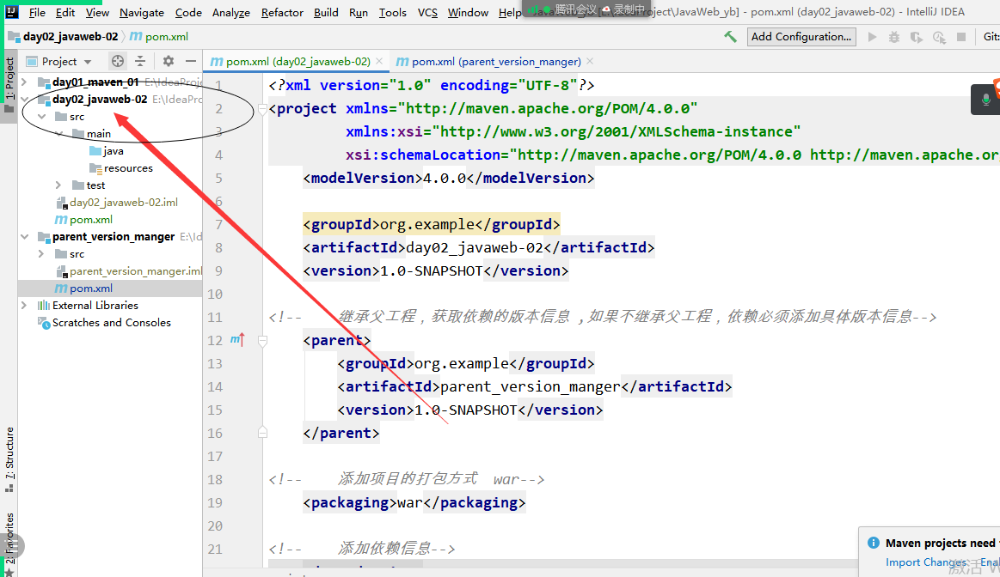 File Edit View Navigate Code Analyze Refactor Build Run Tools VCS Window Help 腾讯会议 录制中 Project\JavaWeb_yb] - pom.xml (day02_javaweb-02) - IntelliJ IDEA
day02_javaweb-02 pom.xml Add Configuration... Git:
Project pom.xml (day02_javaweb-02) pom.xml (parent_version_manger)
1: Project
7: Structure
2: Favorites
day01_maven_01 E:\IdeaProje
day02_javaweb-02 E:\IdeaProj
src
main
java
resources
test
day02_javaweb-02.iml
pom.xml
parent_version_manger E:\Id
src
parent_version_manger.iml
pom.xml
External Libraries
Scratches and Consoles
1 <?xml version="1.0" encoding="UTF-8"?>
2 <project xmlns="http://maven.apache.org/POM/4.0.0"
3 xmlns:xsi="http://www.w3.org/2001/XMLSchema-instance"
4 xsi:schemaLocation="http://maven.apache.org/POM/4.0.0 http://maven.apache.or
5 <modelVersion>4.0.0</modelVersion>
6
7 <groupId>org.example</groupId>
8 <artifactId>day02_javaweb-02</artifactId>
9 <version>1.0-SNAPSHOT</version>
10
11 <!-- 继承父工程，获取依赖的版本信息 ,如果不继承父工程，依赖必须添加具体版本信息-->
12 <parent>
13 <groupId>org.example</groupId>
14 <artifactId>parent_version_manger</artifactId>
15 <version>1.0-SNAPSHOT</version>
16 </parent>
17
18 <!-- 添加项目的打包方式 war-->
19 <packaging>war</packaging>
20
21 <!-- 添加依赖信息-->
Maven projects need
Import Changes Ena
激活